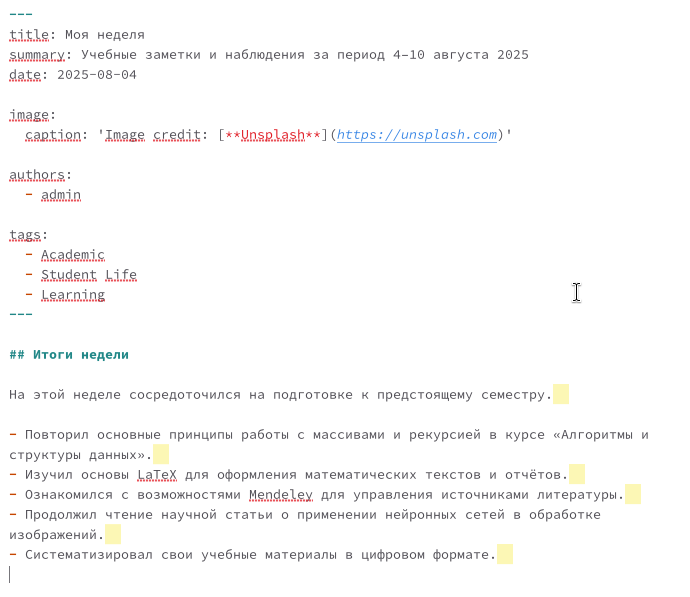 ---
title: Моя неделя
summary: Учебные заметки и наблюдения за период 4–10 августа 2025
date: 2025-08-04
image:
caption: 'Image credit: [**Unsplash**](https://unsplash.com)'
authors:
- admin
tags:
- Academic
- Student Life
- Learning
---
## Итоги недели
На этой неделе сосредоточился на подготовке к предстоящему семестру.
- Повторил основные принципы работы с массивами и рекурсией в курсе «Алгоритмы и
структуры данных».
- Изучил основы LaTeX для оформления математических текстов и отчётов.
- Ознакомился с возможностями Mendeley для управления источниками литературы.
- Продолжил чтение научной статьи о применении нейронных сетей в обработке
изображений.
- Систематизировал свои учебные материалы в цифровом формате.